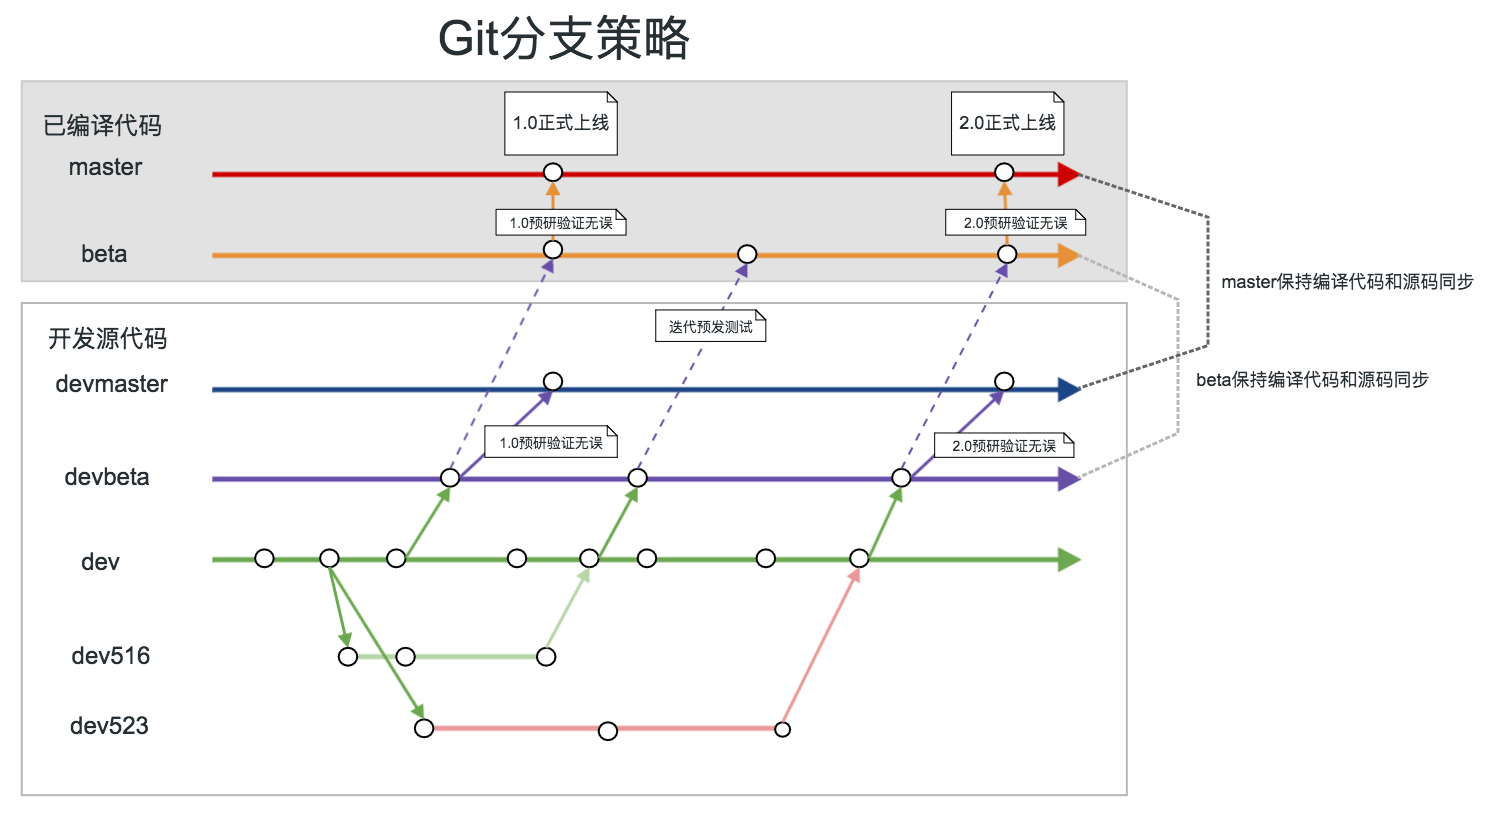 Git分支策略
已编译代码
1.0正式上线
2.0正式上线
master
1.0预研验证无误
2.0预研验证无误
beta
master保持编译代码和源码同步
迭代预发测试
开发源代码
devmaster
beta保持编译代码和源码同步
1.0预研验证无误
2.0预研验证无误
devbeta
dev
dev516
dev523